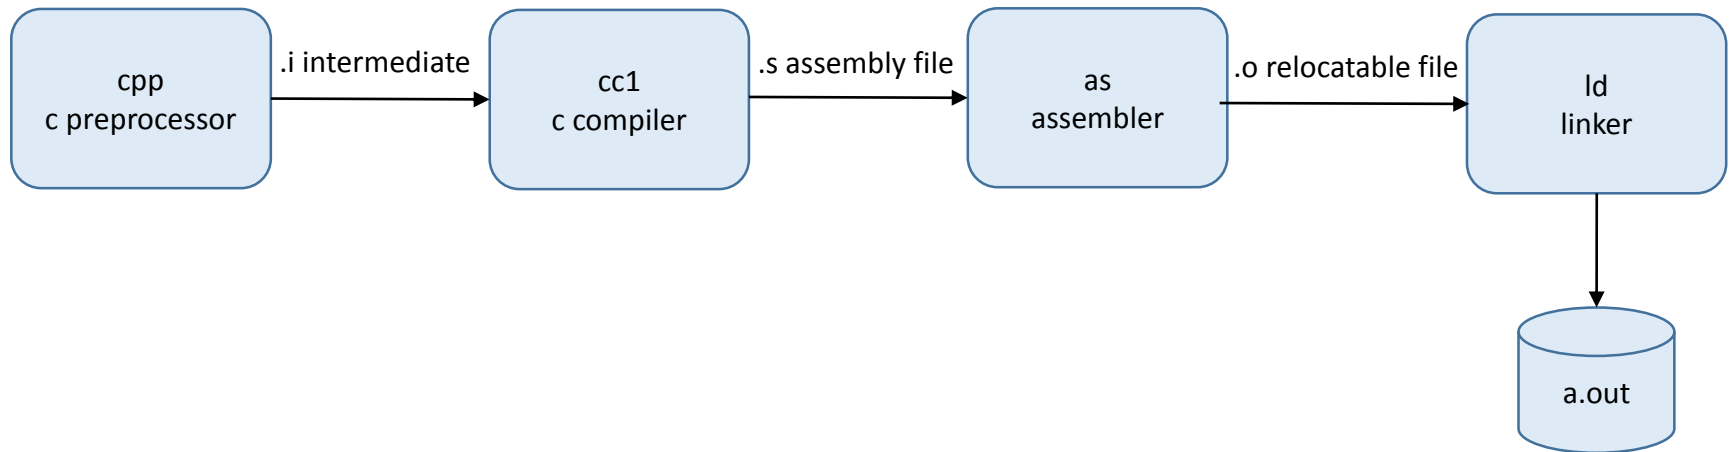 cpp
c preprocessor
.i intermediate
cc1
c compiler
.s assembly file
as
assembler
.o relocatable file
ld
linker
a.out